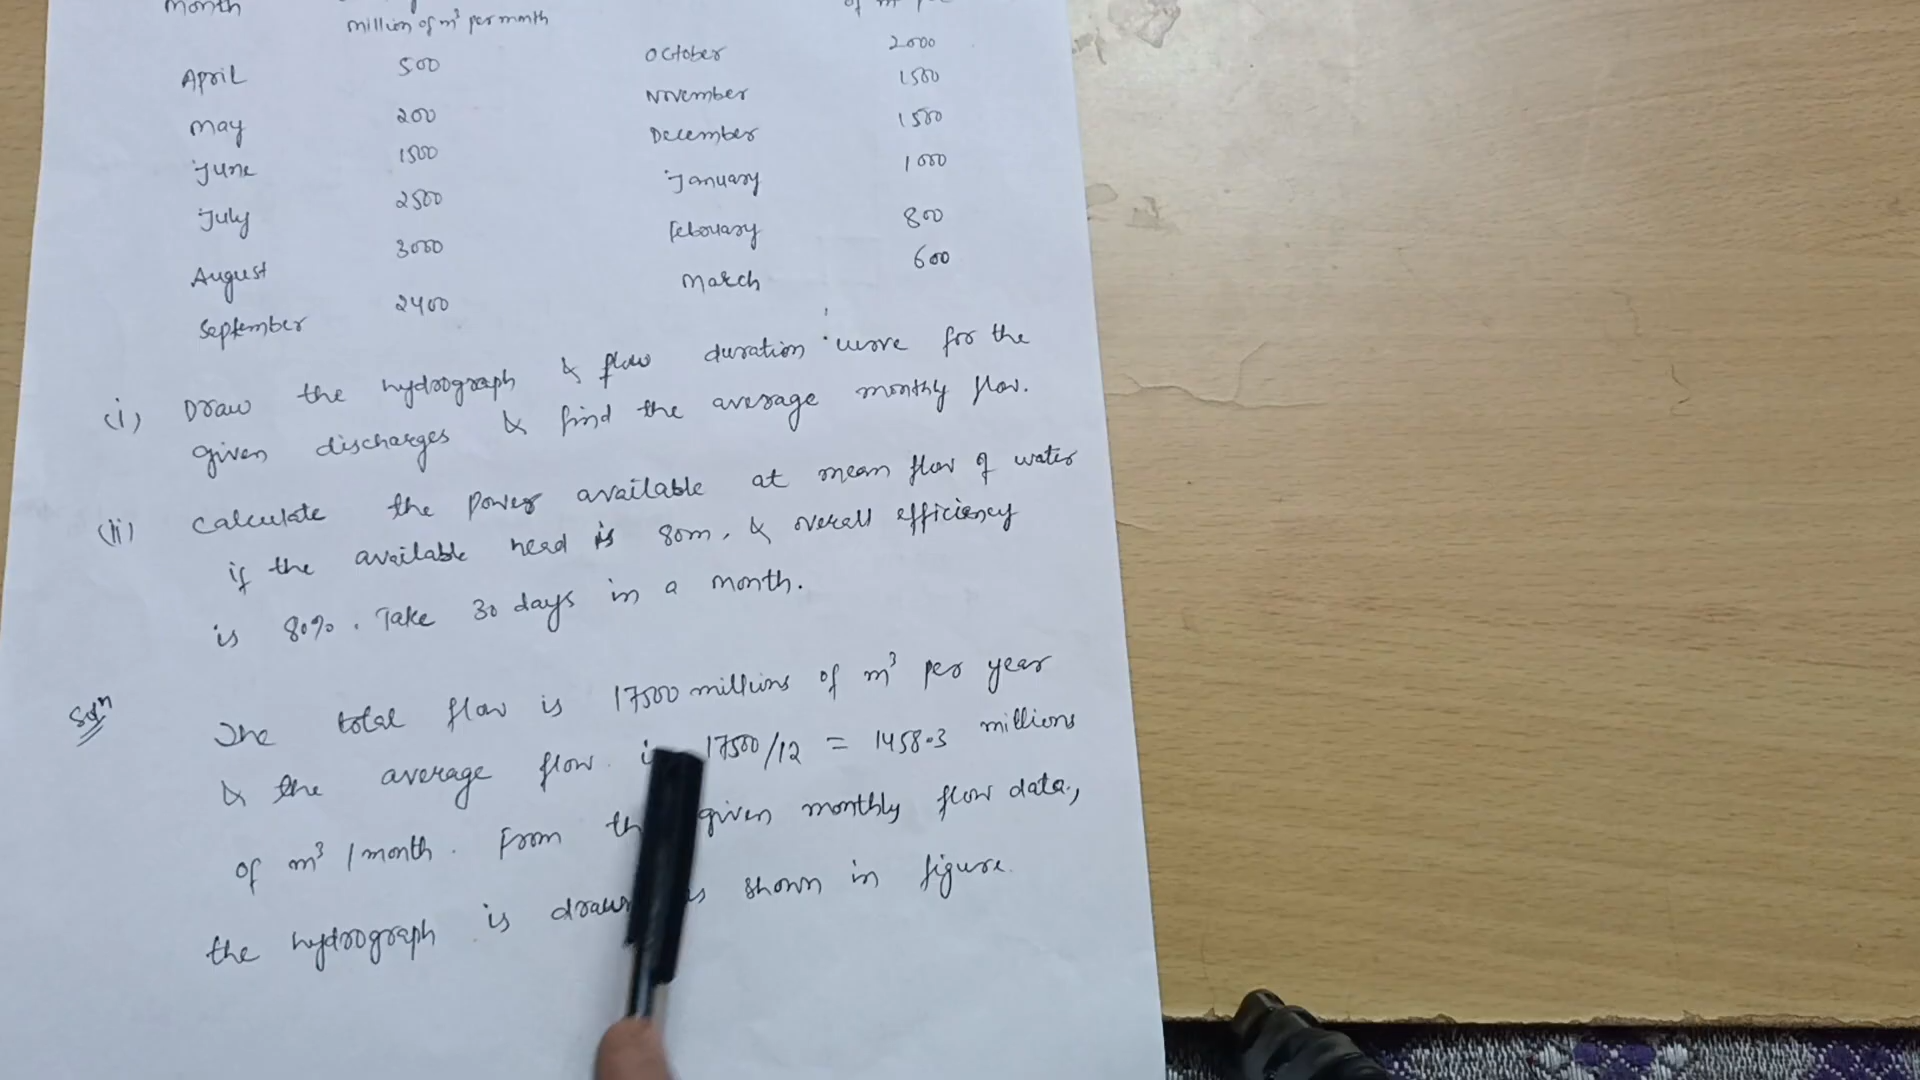 Month
million of m³ per month
April 500 October 2000
May 200 November 1500
June 1500 December 1500
July 2500 January 1000
August 3000 February 800
September 2400 March 600
(i) Draw the hydrograph & flow duration curve for the
given discharges & find the average monthly flow.
(ii) Calculate the power available at mean flow of water
if the available head is 80m. & overall efficiency
is 80%. Take 30 days in a month.
Solⁿ The total flow is 17500 millions of m³ per year
& the average flow 17500/12 = 1458.3 millions
of m³/month. From given monthly flow data,
the hydrograph is shown in figure.